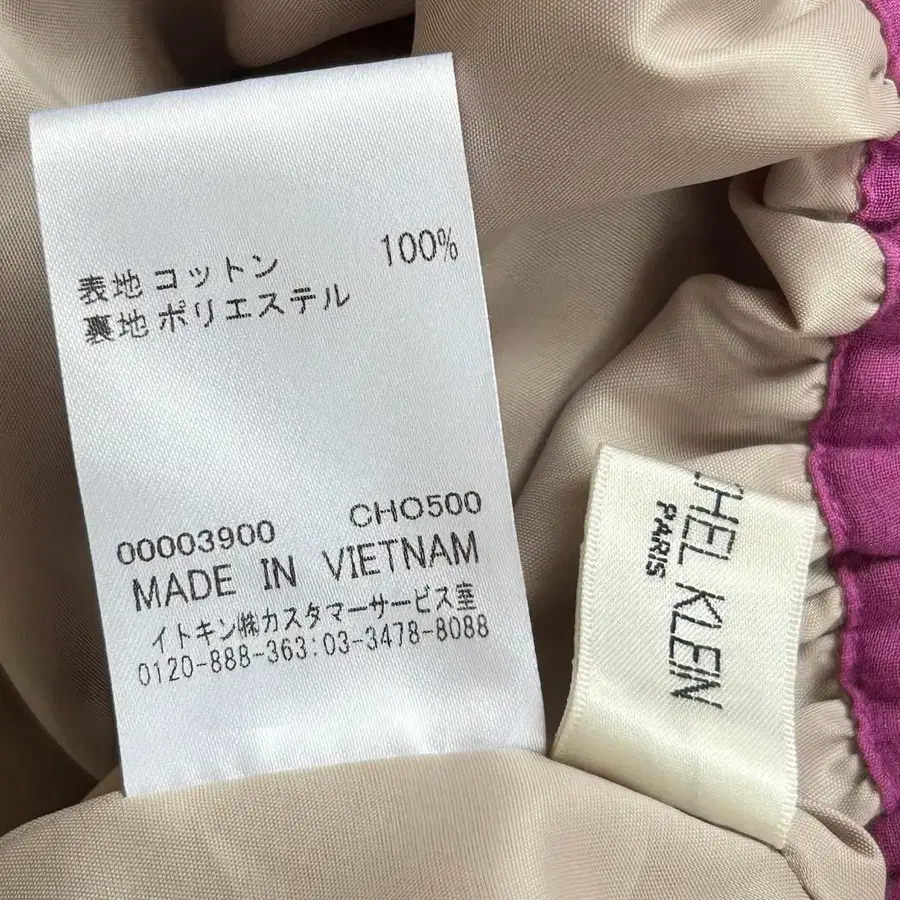 表地 コットン 100%
裏地 ポリエステル
00003900 CHO500
MADE IN VIETNAM
イトキン㈱カスタマーサービス室
0120-888-363:03-3478-8088
CHEL KLEIN
PARIS